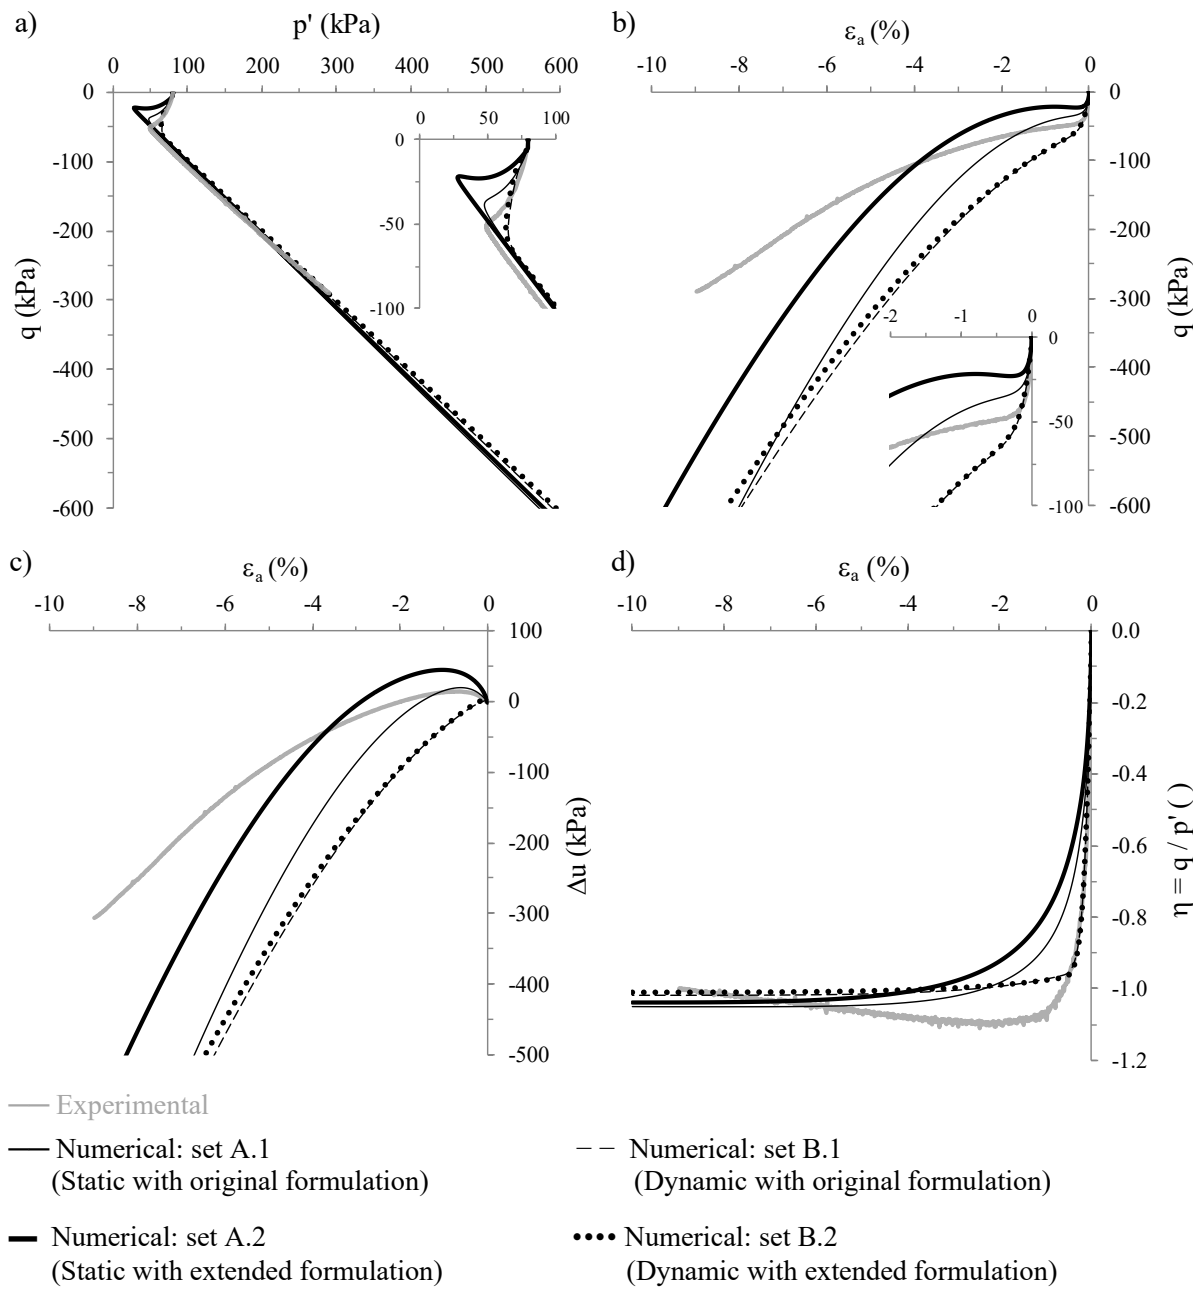 a)
p' (kPa)
0 100 200 300 400 500 600
0
-100
-200
-300
-400
-500
-600
q (kPa)
0 50 100
0
-50
-100
b)
εa (%)
-10 -8 -6 -4 -2 0
0
-100
-200
-300
-400
-500
-600
q (kPa)
-2 -1 0
0
-50
-100
c)
εa (%)
-10 -8 -6 -4 -2 0
100
0
-100
-200
-300
-400
-500
Δu (kPa)
d)
εa (%)
-10 -8 -6 -4 -2 0
0.0
-0.2
-0.4
-0.6
-0.8
-1.0
-1.2
η = q / p' ( )
Experimental
Numerical: set A.1
(Static with original formulation)
Numerical: set B.1
(Dynamic with original formulation)
Numerical: set A.2
(Static with extended formulation)
Numerical: set B.2
(Dynamic with extended formulation)